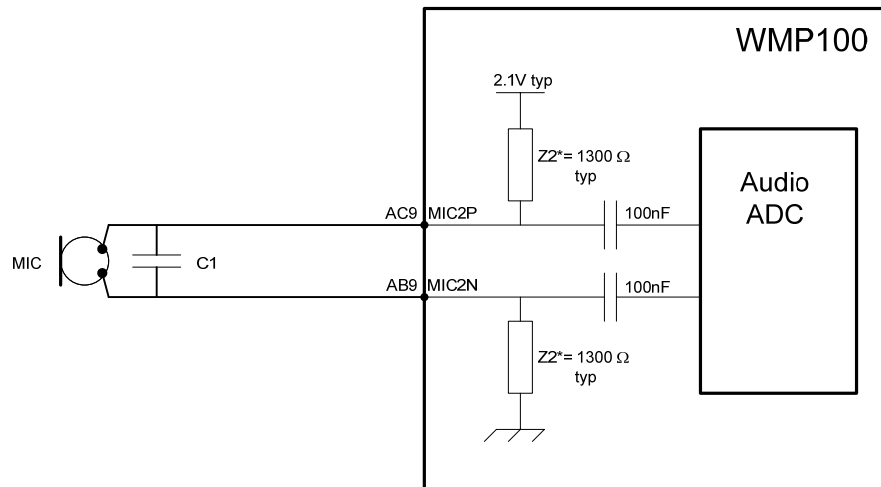 WMP100
2.1V typ
Z2*= 1300 Ω
typ
Audio
ADC
AC9
MIC2P
100nF
MIC
C1
AB9
MIC2N
100nF
Z2*= 1300 Ω
typ